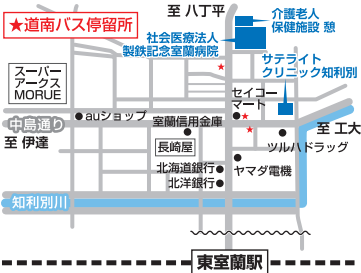 ★道南バス停留所
至 八丁平
介護老人
保健施設 憩
社会医療法人
製鉄記念室蘭病院
サテライト
クリニック知利別
スーパー
アークス
MORUE
セイコー
マート
auショップ
中島通り
室蘭信用金庫
至 伊達
長崎屋
ツルハドラッグ
至 工大
北海道銀行
ヤマダ電機
北洋銀行
知利別川
東室蘭駅